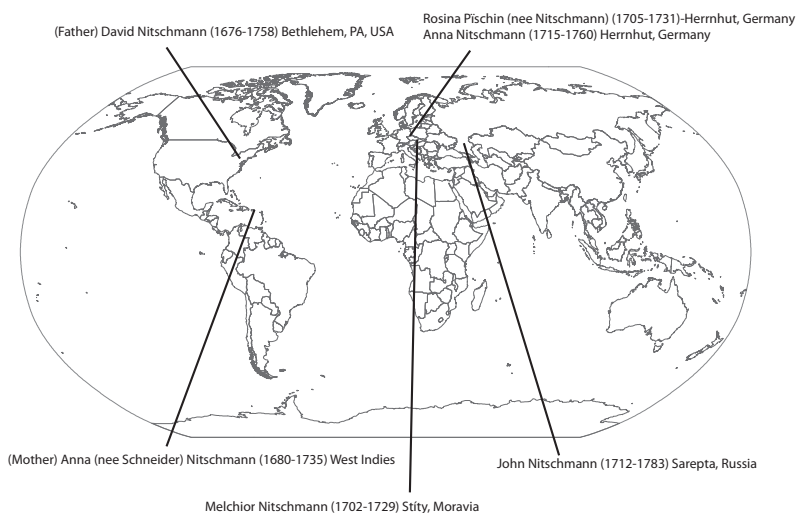 Rosina Pïschin (nee Nitschmann) (1705-1731)-Herrnhut, Germany
(Father) David Nitschmann (1676-1758) Bethlehem, PA, USA
Anna Nitschmann (1715-1760) Herrnhut, Germany
(Mother) Anna (nee Schneider) Nitschmann (1680-1735) West Indies
John Nitschmann (1712-1783) Sarepta, Russia
Melchior Nitschmann (1702-1729) Stíty, Moravia